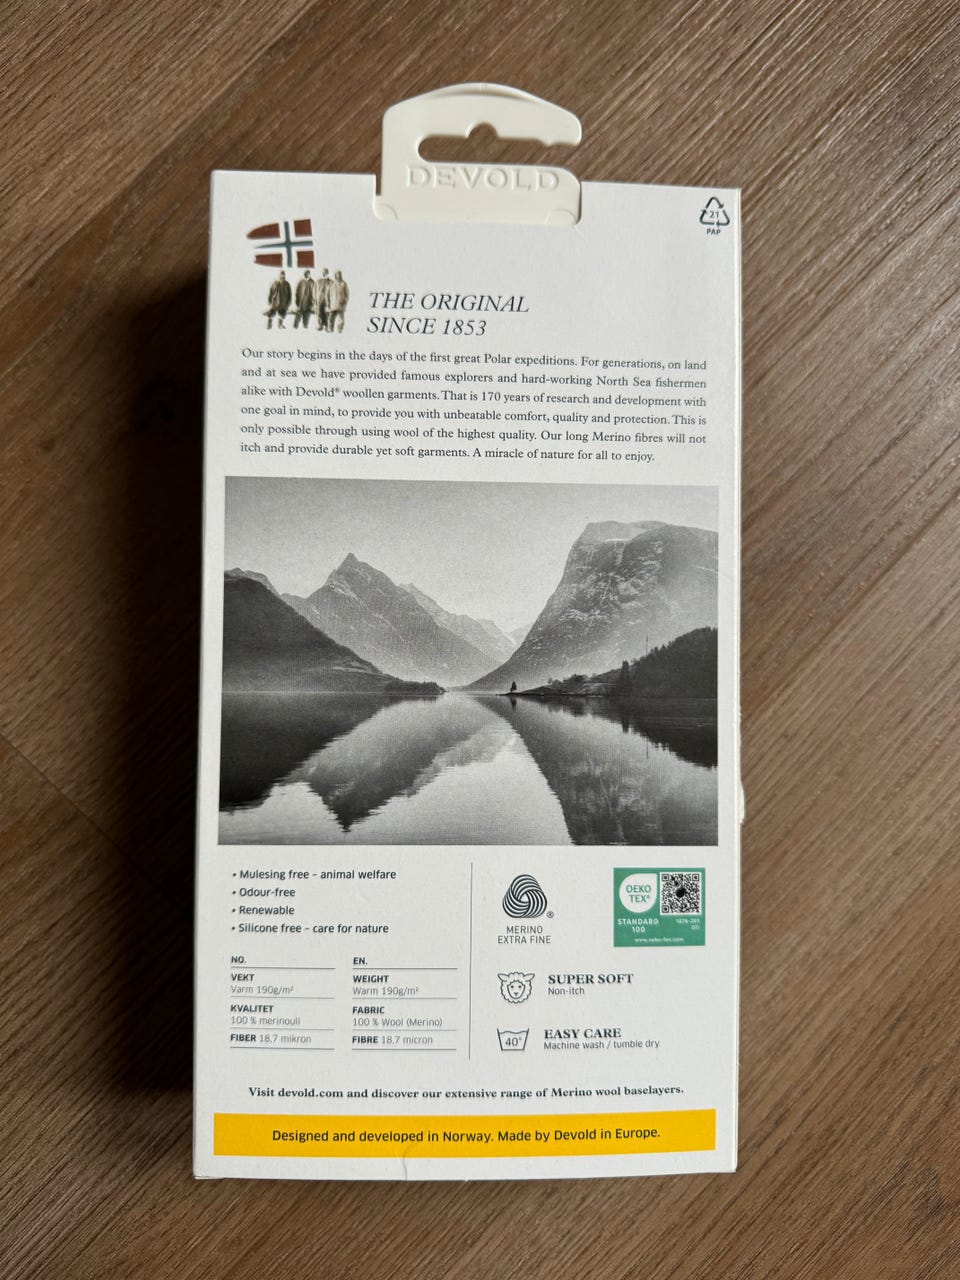 DEVOLD
21
PAP
THE ORIGINAL
SINCE 1853
Our story begins in the days of the first great Polar expeditions. For generations, on land
and at sea we have provided famous explorers and hard-working North Sea fishermen
alike with Devold® woollen garments. That is 170 years of research and development with
one goal in mind, to provide you with unbeatable comfort, quality and protection. This is
only possible through using wool of the highest quality. Our long Merino fibres will not
itch and provide durable yet soft garments. A miracle of nature for all to enjoy.
• Mulesing free – animal welfare
• Odour-free
• Renewable
• Silicone free – care for nature
NO.
VEKT
Varm 190g/m²
KVALITET
100 % merinoull
FIBER 18,7 mikron
EN.
WEIGHT
Warm 190g/m²
FABRIC
100 % Wool (Merino)
FIBRE 18,7 micron
®
MERINO
EXTRA FINE
OEKO
TEX®
STANDARD
100
www.oeko-tex.com
SUPER SOFT
Non-itch
40°
EASY CARE
Machine wash / tumble dry
Visit devold.com and discover our extensive range of Merino wool baselayers.
Designed and developed in Norway. Made by Devold in Europe.